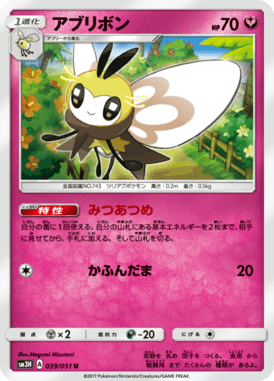 1進化
アブリボン
HP70
アブリーから進化
全国図鑑NO.743 ツリアブポケモン 高さ:0.2m 重さ:0.5kg
特性 みつあつめ
自分の番に1回使える。自分の山札にある基本エネルギーを2枚まで、相手
に見せてから、手札に加える。そして山札を切る。
かふんだま 20
弱点 ×2 抵抗力 -20 にげる
Illus.Megumi Mizutani
SM3H A 039/051 U
©2017 Pokémon/Nintendo/Creatures/GAME FREAK.